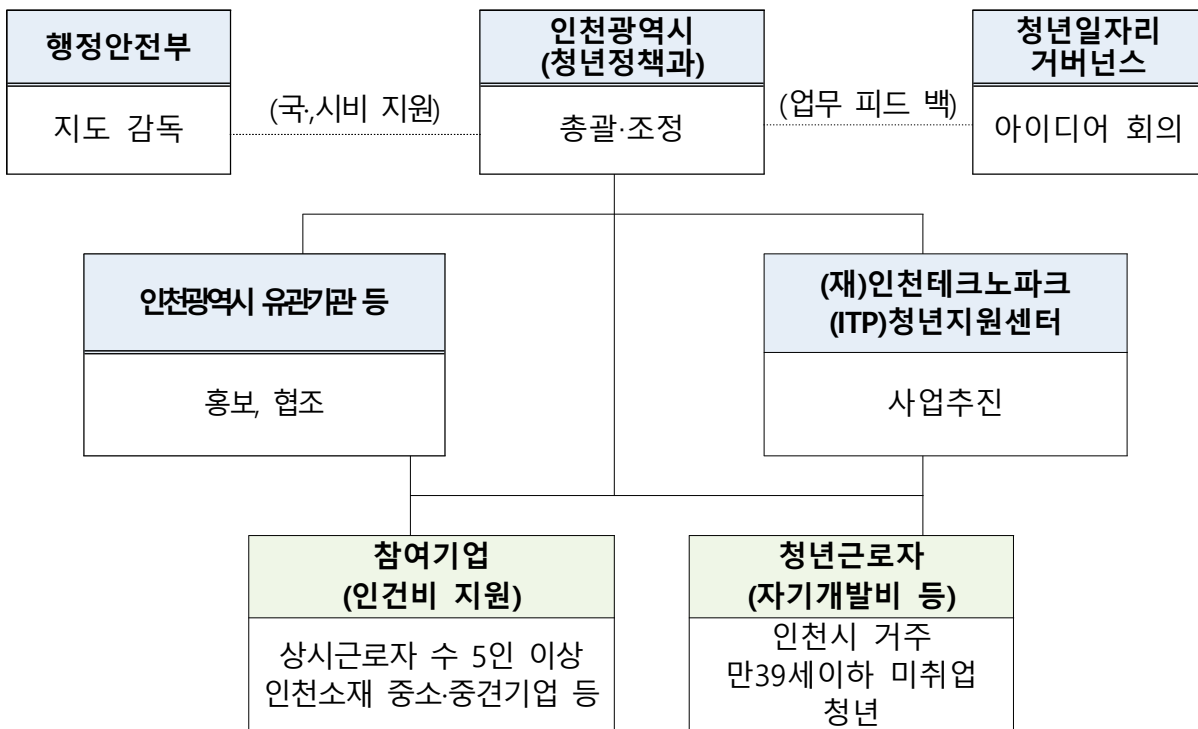 행정안전부
지도 감독
(국,시비 지원)
인천광역시
(청년정책과)
총괄·조정
(업무 피드 백)
청년일자리
거버넌스
아이디어 회의
인천광역시 유관기관 등
홍보, 협조
(재)인천테크노파크
(ITP)청년지원센터
사업추진
참여기업
(인건비 지원)
상시근로자 수 5인 이상
인천소재 중소·중견기업 등
청년근로자
(자기개발비 등)
인천시 거주
만39세이하 미취업
청년